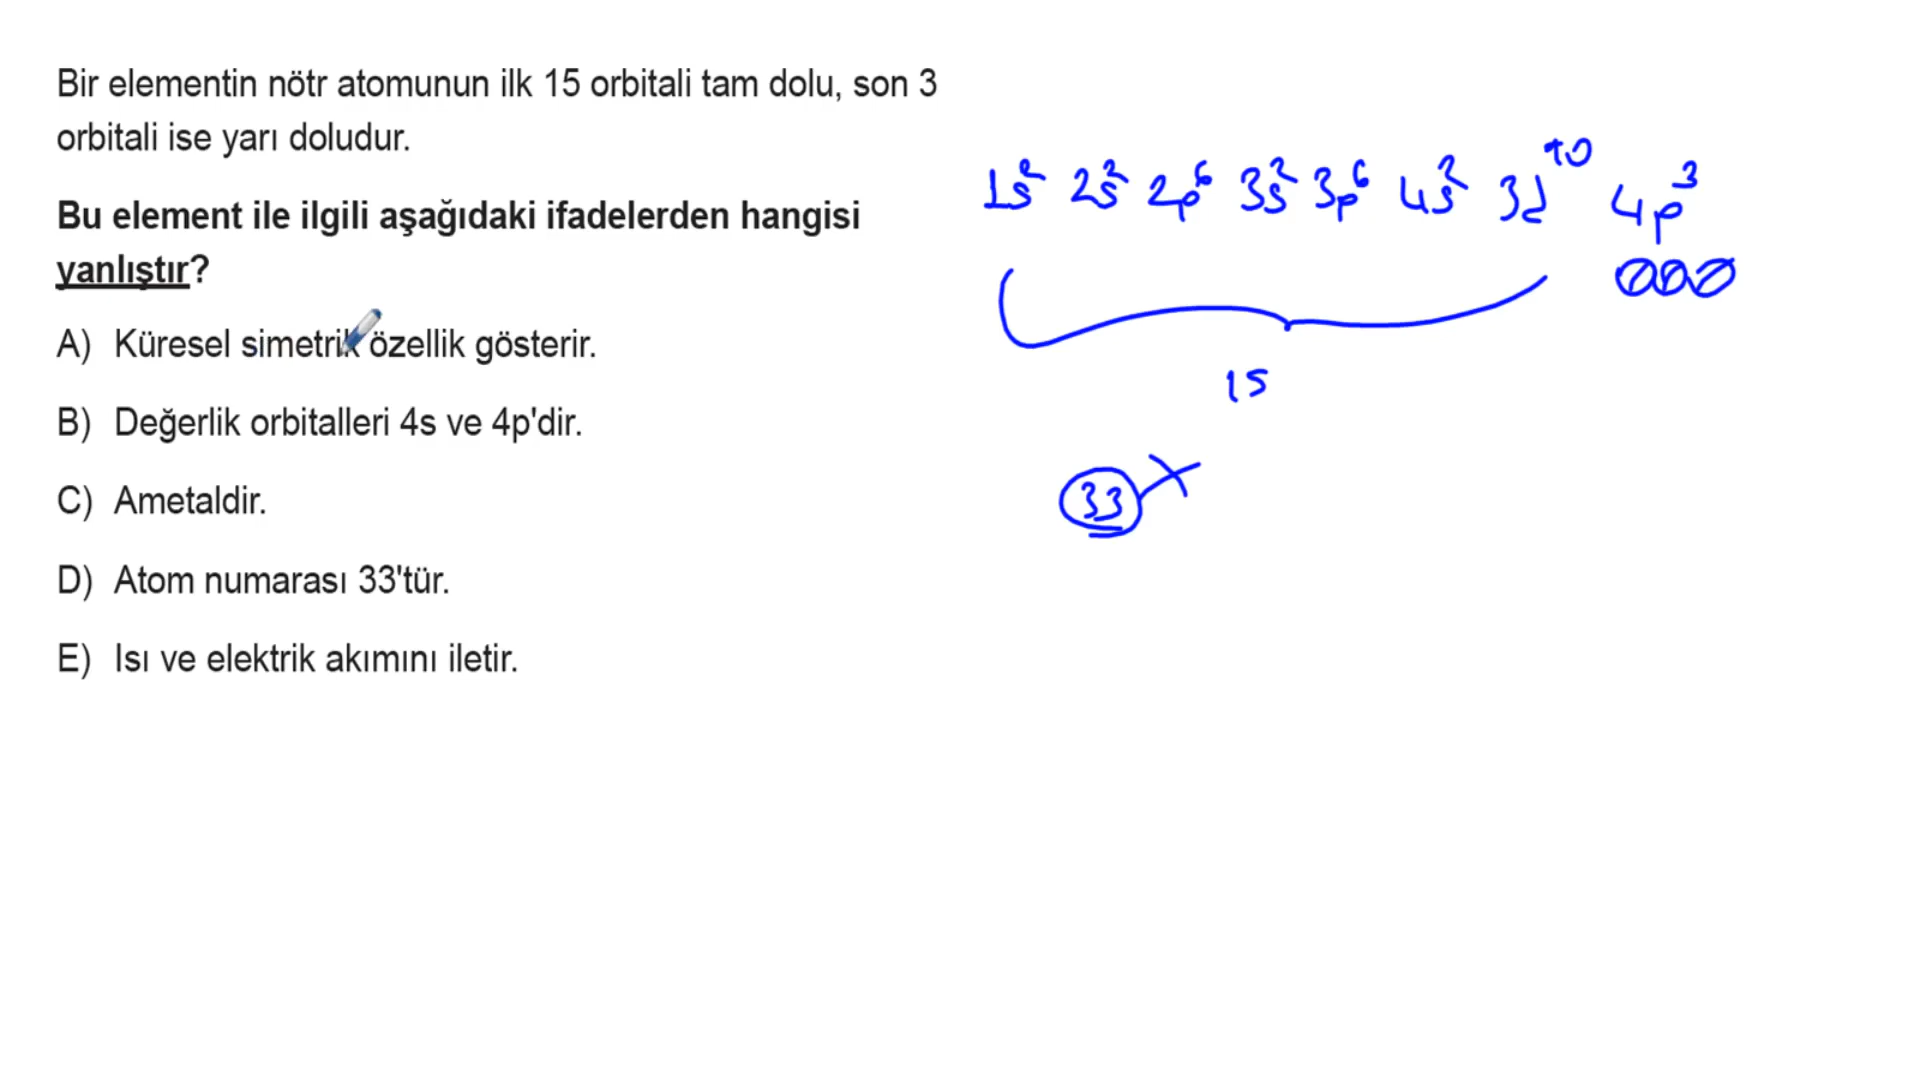 Bir elementin nötr atomunun ilk 15 orbitali tam dolu, son 3
orbitali ise yarı doludur.
Bu element ile ilgili aşağıdaki ifadelerden hangisi
yanlıştır?
A) Küresel simetrik özellik gösterir.
B) Değerlik orbitalleri 4s ve 4p'dir.
C) Ametaldir.
D) Atom numarası 33'tür.
E) Isı ve elektrik akımını iletir.
1s² 2s² 2p⁶ 3s² 3p⁶ 4s² 3d¹⁰ 4p³
15
33X